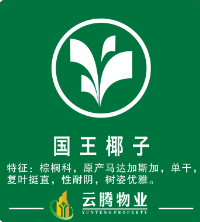 国王椰子
特征：棕榈科，原产马达加斯加，单干，
复叶挺直，性耐阴，树姿优雅。
云腾物业
YUNTENG PROPERTY